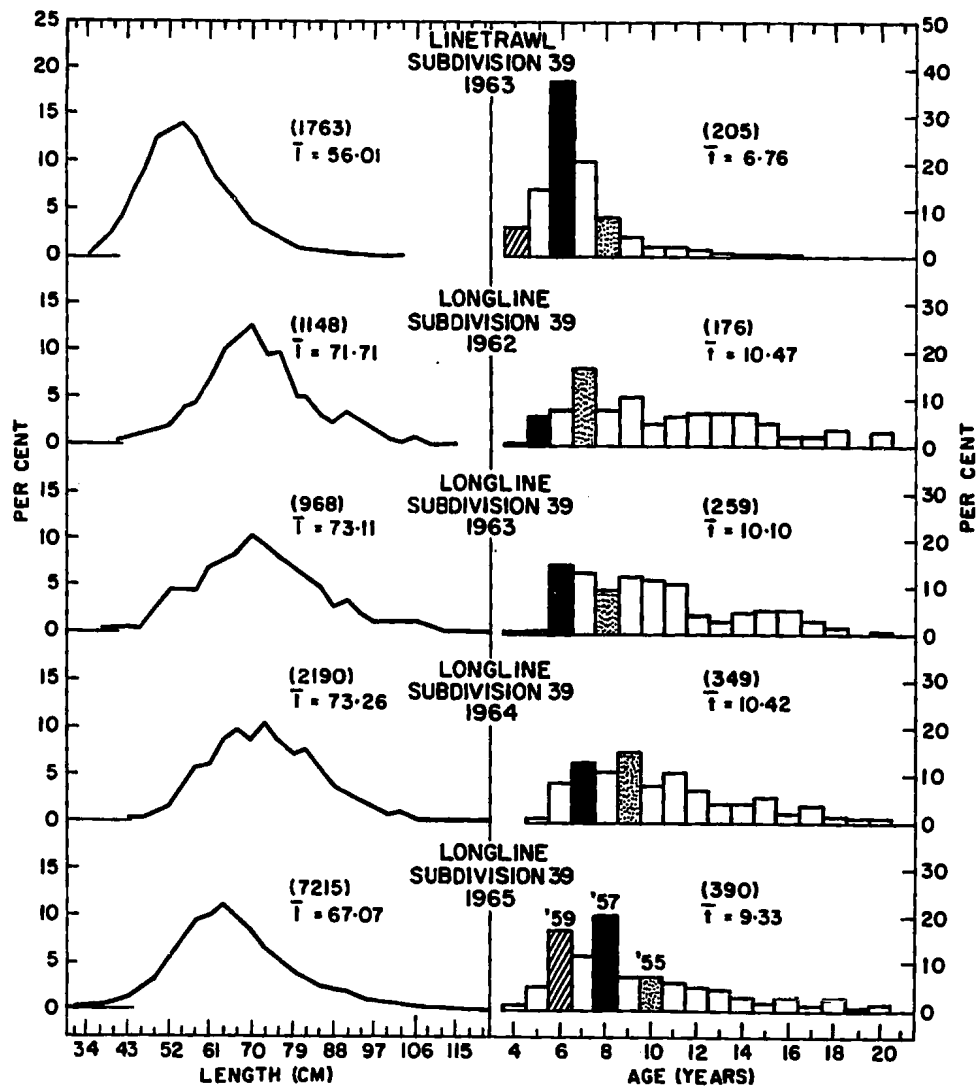 25
20
15
10
5
0
LINETRAWL
SUBDIVISION 39
1963
(1763)
l̄ = 56·01
(205)
t̄ = 6·76
50
40
30
20
10
0
15
10
5
0
LONGLINE
SUBDIVISION 39
1962
(1148)
l̄ = 71·71
(176)
t̄ = 10·47
30
20
10
0
PER CENT
15
10
5
0
LONGLINE
SUBDIVISION 39
1963
(968)
l̄ = 73·11
(259)
t̄ = 10·10
30
20
10
0
PER CENT
15
10
5
0
LONGLINE
SUBDIVISION 39
1964
(2190)
l̄ = 73·26
(349)
t̄ = 10·42
30
20
10
0
15
10
5
0
LONGLINE
SUBDIVISION 39
1965
(7215)
l̄ = 67·07
'59
'57
'55
(390)
t̄ = 9·33
30
20
10
0
34 43 52 61 70 79 88 97 106 115
LENGTH (CM)
4 6 8 10 12 14 16 18 20
AGE (YEARS)